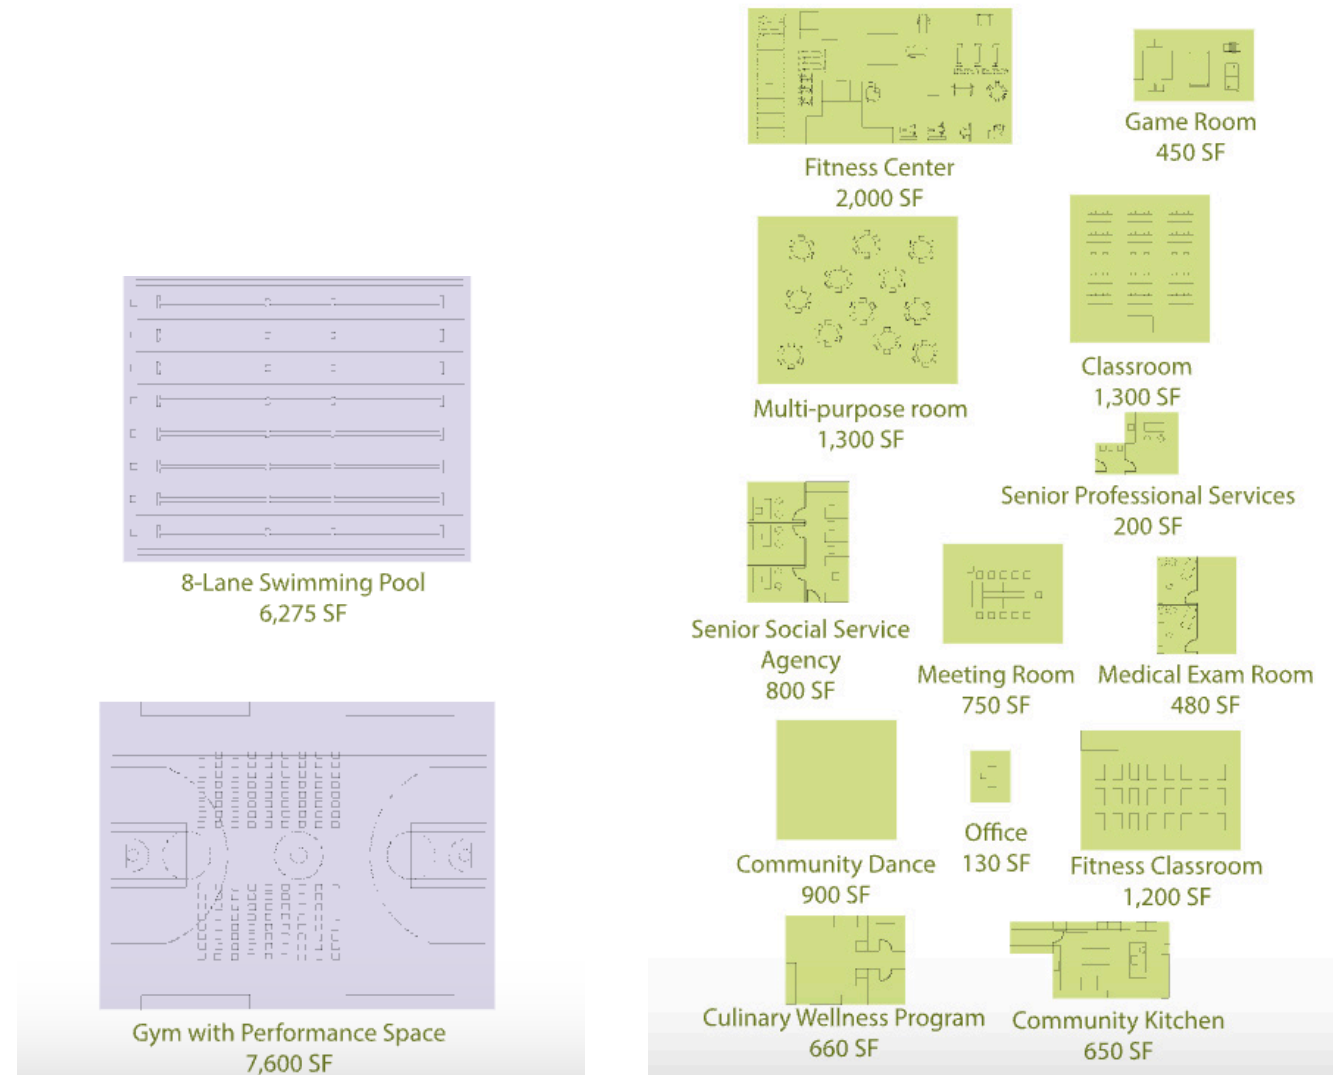 Fitness Center
2,000 SF
Game Room
450 SF
Multi-purpose room
1,300 SF
Classroom
1,300 SF
Senior Professional Services
200 SF
8-Lane Swimming Pool
6,275 SF
Senior Social Service
Agency
800 SF
Meeting Room
750 SF
Medical Exam Room
480 SF
Community Dance
900 SF
Office
130 SF
Fitness Classroom
1,200 SF
Gym with Performance Space
7,600 SF
Culinary Wellness Program
660 SF
Community Kitchen
650 SF